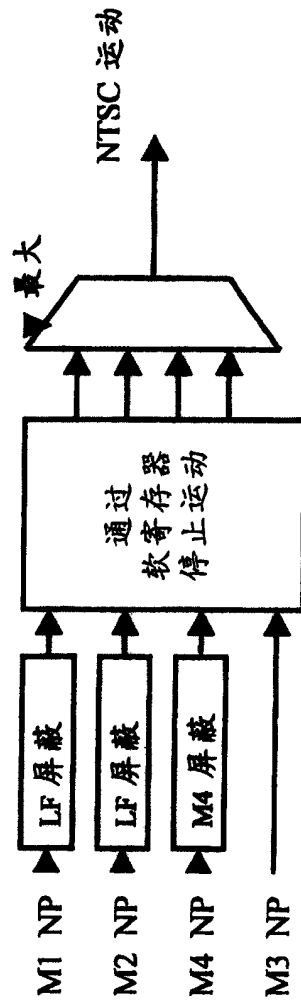 M1 NP
LF 屏蔽
M2 NP
LF 屏蔽
M4 NP
M4 屏蔽
M3 NP
通过
软寄存器
停止运动
最大
NTSC 运动